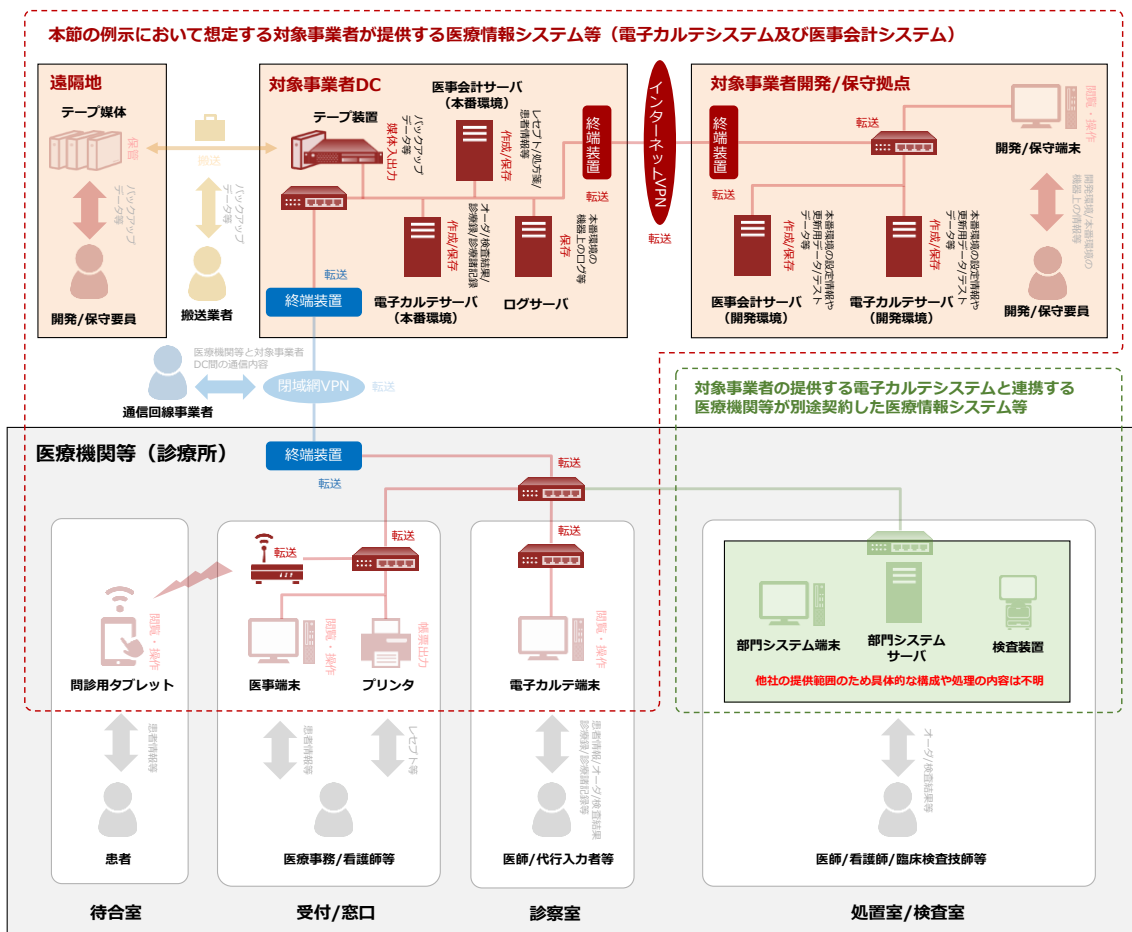 本節の例示において想定する対象事業者が提供する医療情報システム等（電子カルテシステム及び医事会計システム）
遠隔地
テープ媒体
保管
バックアップ
データ等
開発/保守要員
搬送
バックアップ
データ等
搬送業者
対象事業者DC
テープ装置
バックアップ
データ等
媒体入出力
医事会計サーバ
（本番環境）
レセプト/処方箋/
患者情報等
作成/保存
終端装置
転送
作成/保存
オーダ/検査結果/
診療録/診療諸記録
電子カルテサーバ
（本番環境）
保存
本番環境の
機器上のログ等
ログサーバ
転送
終端装置
インターネットVPN
転送
対象事業者開発/保守拠点
終端装置
転送
転送
閲覧・操作
開発/保守端末
作成/保存
本番環境の設定情報や
更新用データ/テスト
データ等
医事会計サーバ
（開発環境）
作成/保存
本番環境の設定情報や
更新用データ/テスト
データ等
電子カルテサーバ
（開発環境）
開発環境/本番環境の
機器上の情報等
開発/保守要員
医療機関等と対象事業者
DC間の通信内容
通信回線事業者
閉域網VPN
転送
対象事業者の提供する電子カルテシステムと連携する
医療機関等が別途契約した医療情報システム等
医療機関等（診療所）
終端装置
転送
転送
転送
転送
転送
閲覧・操作
問診用タブレット
閲覧・操作
医事端末
帳票出力
プリンタ
閲覧・操作
電子カルテ端末
部門システム端末
部門システム
サーバ
検査装置
他社の提供範囲のため具体的な構成や処理の内容は不明
患者情報等
患者
患者情報等
レセプト等
医療事務/看護師等
患者情報/オーダ/検査結果
診療録/診療諸記録等
医師/代行入力者等
オーダ/検査結果等
医師/看護師/臨床検査技師等
待合室
受付/窓口
診察室
処置室/検査室